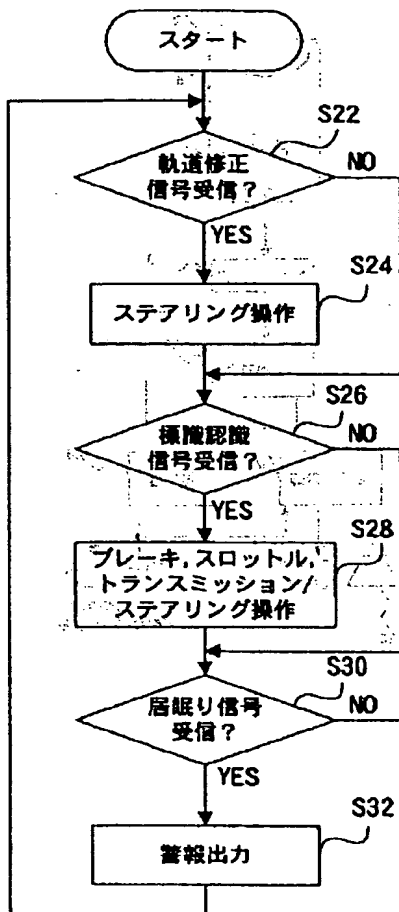 スタート
S22
軌道修正
信号受信？
NO
YES
S24
ステアリング操作
S26
標識認識
信号受信？
NO
YES
S28
ブレーキ,スロットル,
トランスミッション/
ステアリング操作
S30
居眠り信号
受信？
NO
YES
S32
警報出力